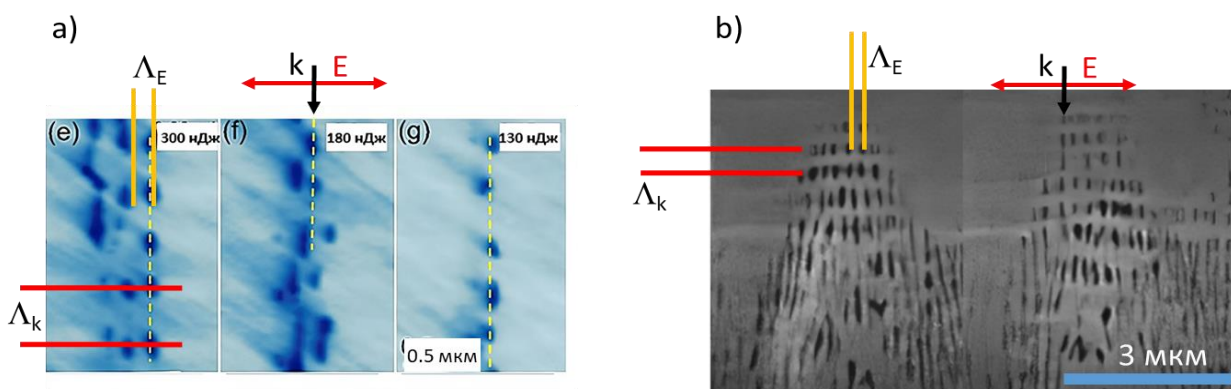 a)
b)
Λ_E
k
E
Λ_E
k
E
(e)
300 нДж
(f)
180 нДж
(g)
130 нДж
Λ_k
Λ_k
0.5 мкм
3 мкм